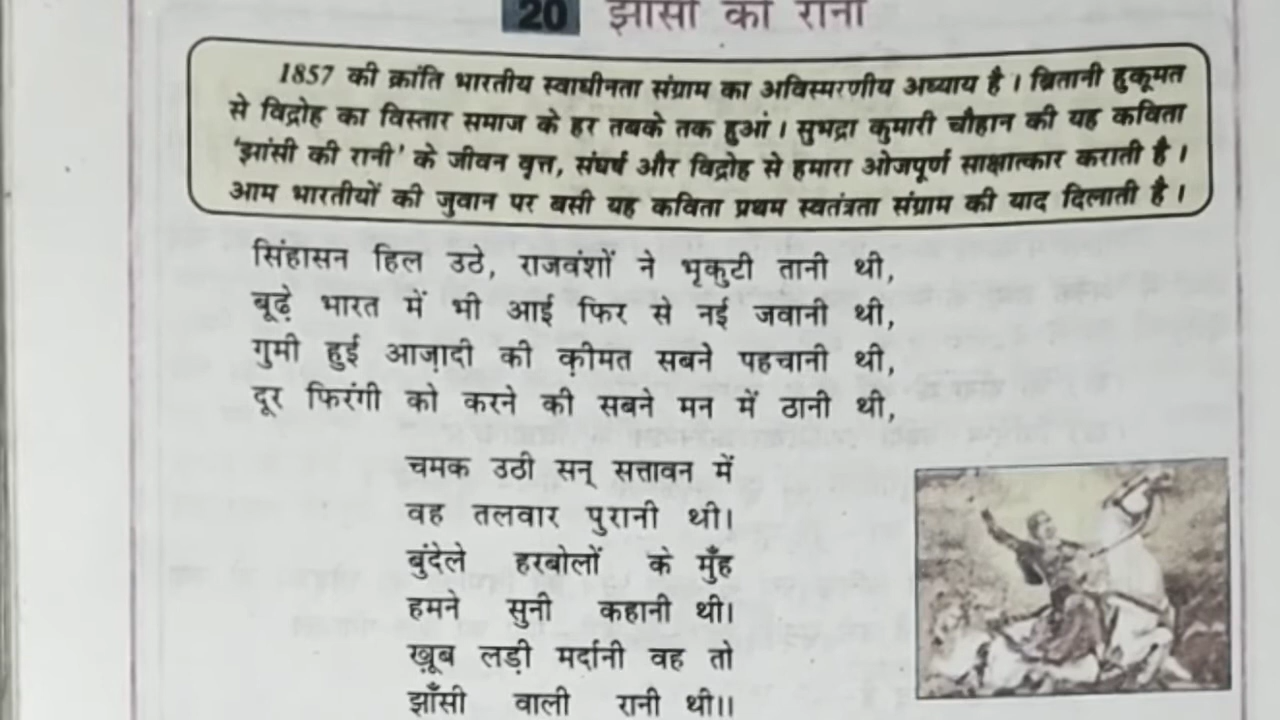 20 झांसी की रानी
1857 की क्रांति भारतीय स्वाधीनता संग्राम का अविस्मरणीय अध्याय है । ब्रितानी हुकूमत
से विद्रोह का विस्तार समाज के हर तबके तक हुआं । सुभद्रा कुमारी चौहान की यह कविता
'झांसी की रानी' के जीवन वृत्त, संघर्ष और विद्रोह से हमारा ओजपूर्ण साक्षात्कार कराती है ।
आम भारतीयों की जुवान पर बसी यह कविता प्रथम स्वतंत्रता संग्राम की याद दिलाती है ।
सिंहासन हिल उठे, राजवंशों ने भृकुटी तानी थी,
बूढ़े भारत में भी आई फिर से नई जवानी थी,
गुमी हुई आज़ादी की क़ीमत सबने पहचानी थी,
दूर फिरंगी को करने की सबने मन में ठानी थी,
चमक उठी सन् सत्तावन में
वह तलवार पुरानी थी।
बुंदेले हरबोलों के मुँह
हमने सुनी कहानी थी।
ख़ूब लड़ी मर्दानी वह तो
झाँसी वाली रानी थी।।